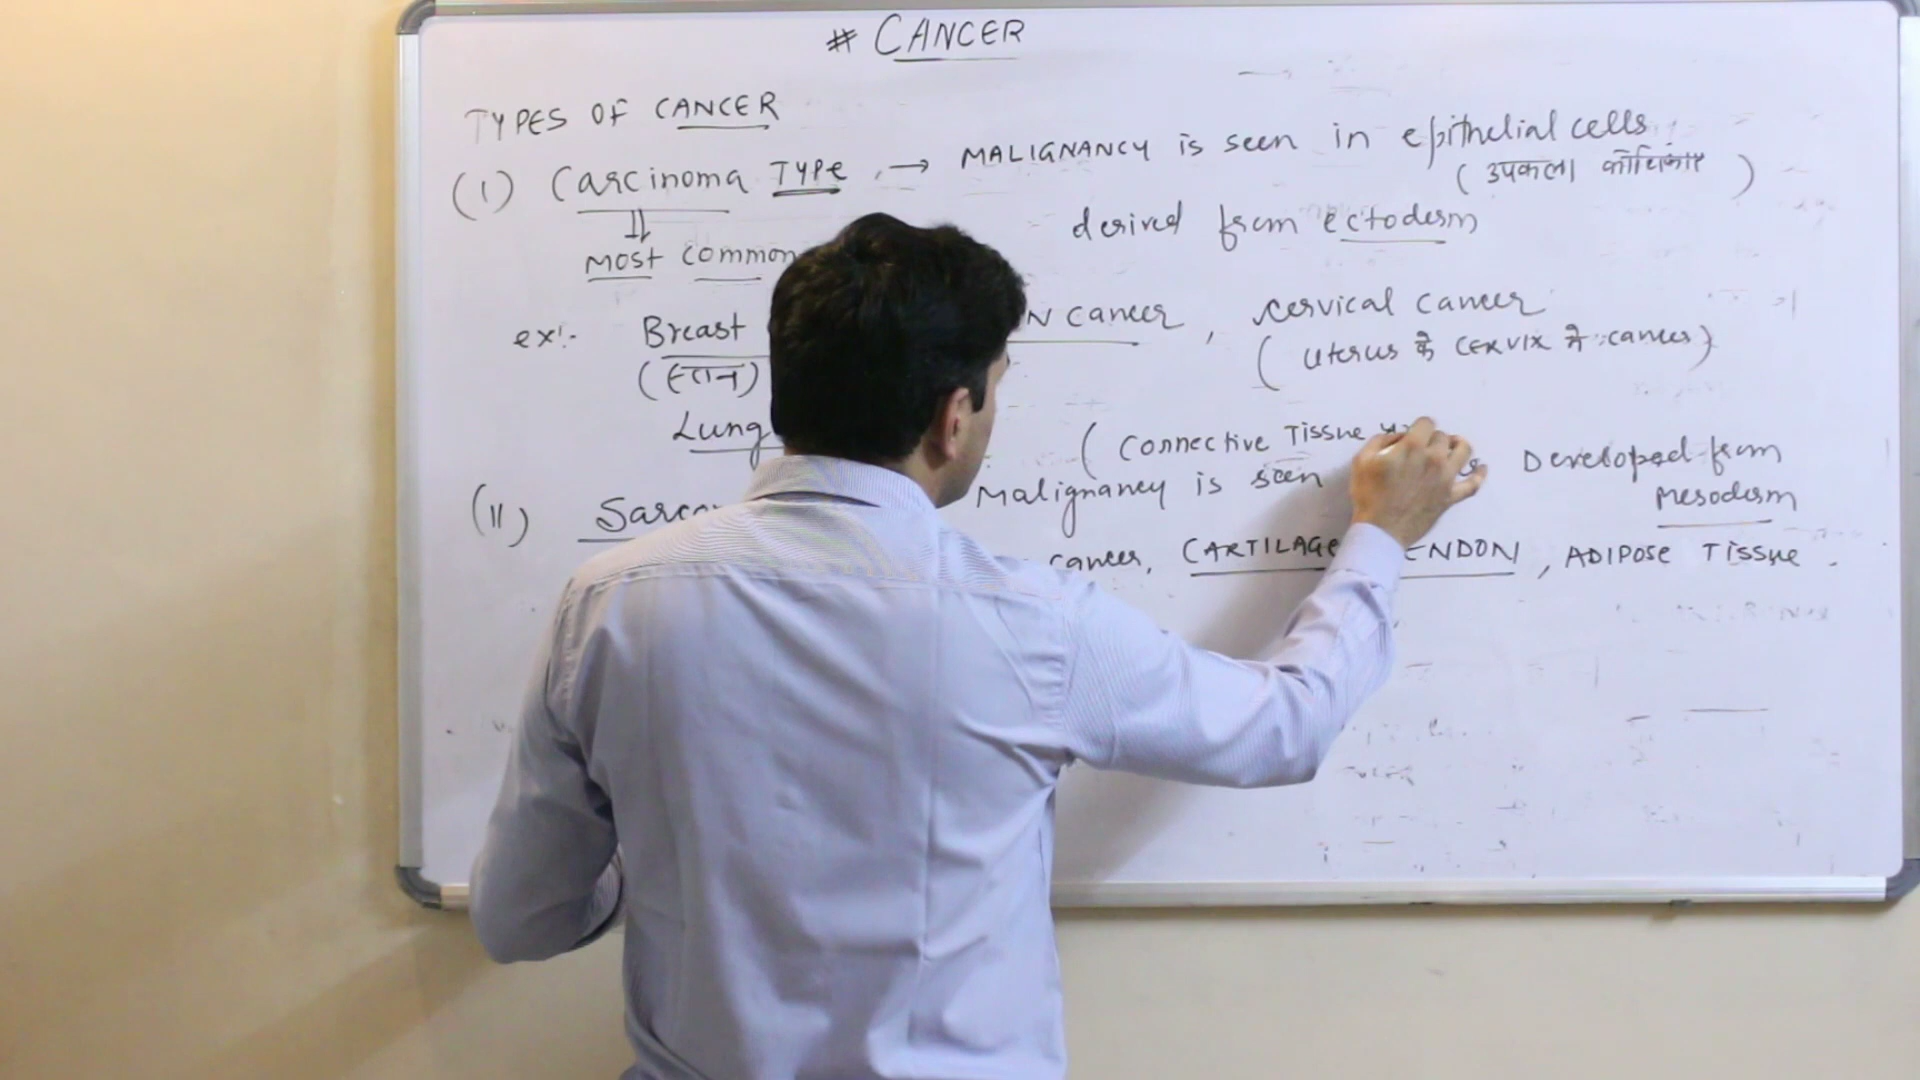 # CANCER
TYPES OF CANCER
(I) Carcinoma TYPE → MALIGNANCY is seen in epithelial cells
(उपकला कोशिकाए)
derived from ectoderm
Most common
ex:- Breast N cancer, cervical cancer
(स्तन) (Uterus के CERVIX मे cancer)
Lung
(Connective Tissue
(II) Malignancy is seen Developed from
Mesoderm
cancer, CARTILAGE ENDON, ADIPOSE TISSUE.